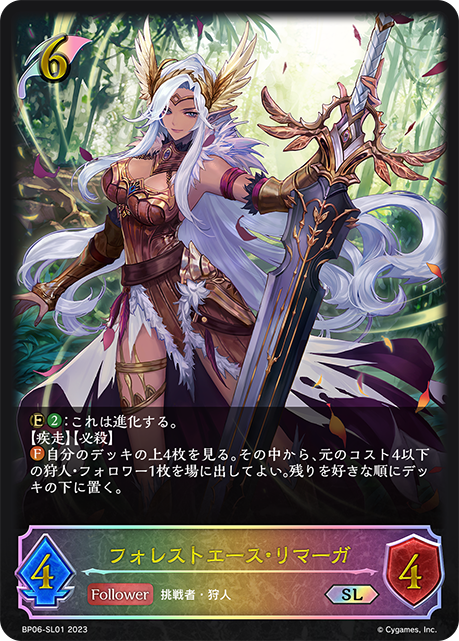 6
E 2:これは進化する。
【疾走】【必殺】
F 自分のデッキの上4枚を見る。その中から、元のコスト4以下
の狩人・フォロワー1枚を場に出してよい。残りを好きな順にデッ
キの下に置く。
フォレストエース・リマーガ
4
Follower 挑戦者・狩人 SL
4
BP06-SL01 2023 © Cygames, Inc.